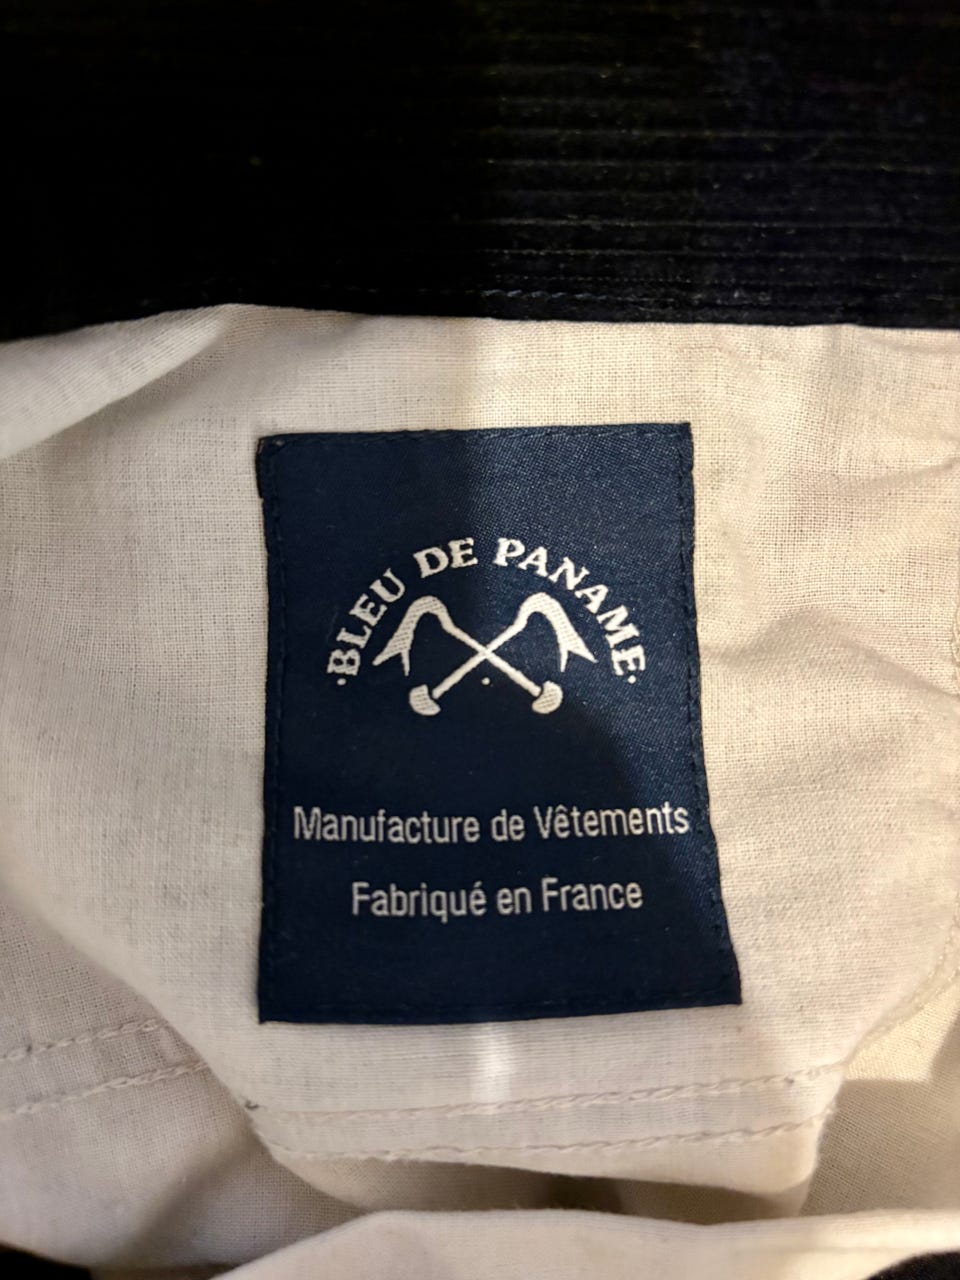 ·BLEU DE PANAME·
Manufacture de Vêtements
Fabriqué en France